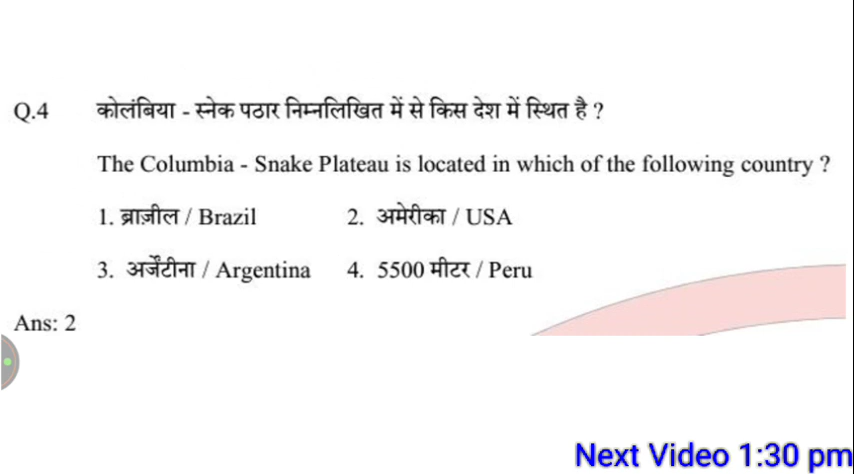 Q.4 कोलंबिया - स्नेक पठार निम्नलिखित में से किस देश में स्थित है ?
The Columbia - Snake Plateau is located in which of the following country ?
1. ब्राज़ील / Brazil 2. अमेरीका / USA
3. अर्जेंटीना / Argentina 4. 5500 मीटर / Peru
Ans: 2
Next Video 1:30 pm